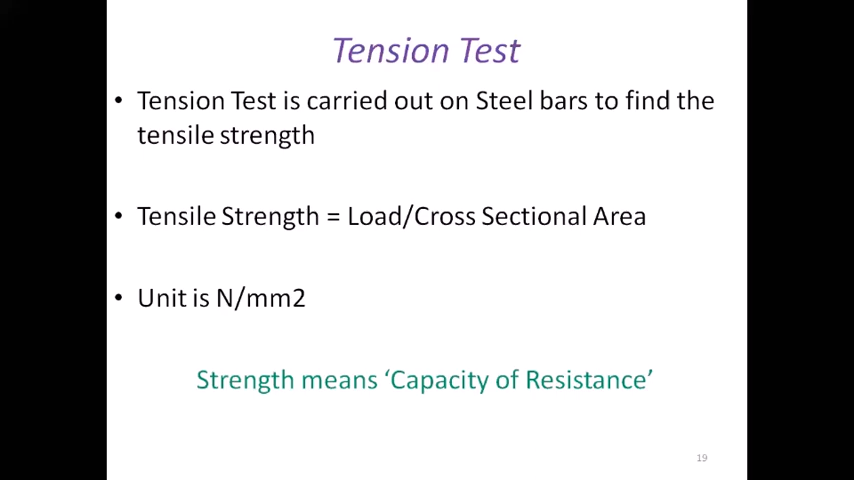 Tension Test
• Tension Test is carried out on Steel bars to find the
tensile strength
• Tensile Strength = Load/Cross Sectional Area
• Unit is N/mm2
Strength means ‘Capacity of Resistance’
19